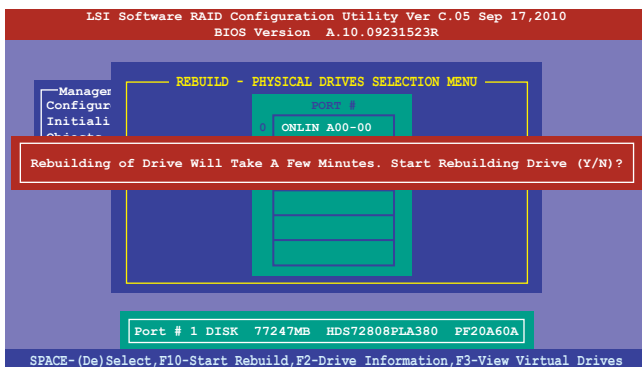 LSI Software RAID Configuration Utility Ver C.05 Sep 17,2010
BIOS Version A.10.09231523R
REBUILD - PHYSICAL DRIVES SELECTION MENU
Managem
Configur
Initiali
PORT #
0 ONLIN A00-00
Rebuilding of Drive Will Take A Few Minutes. Start Rebuilding Drive (Y/N)?
Port # 1 DISK 77247MB HDS72808PLA380 PF20A60A
SPACE-(De)Select,F10-Start Rebuild,F2-Drive Information,F3-View Virtual Drives